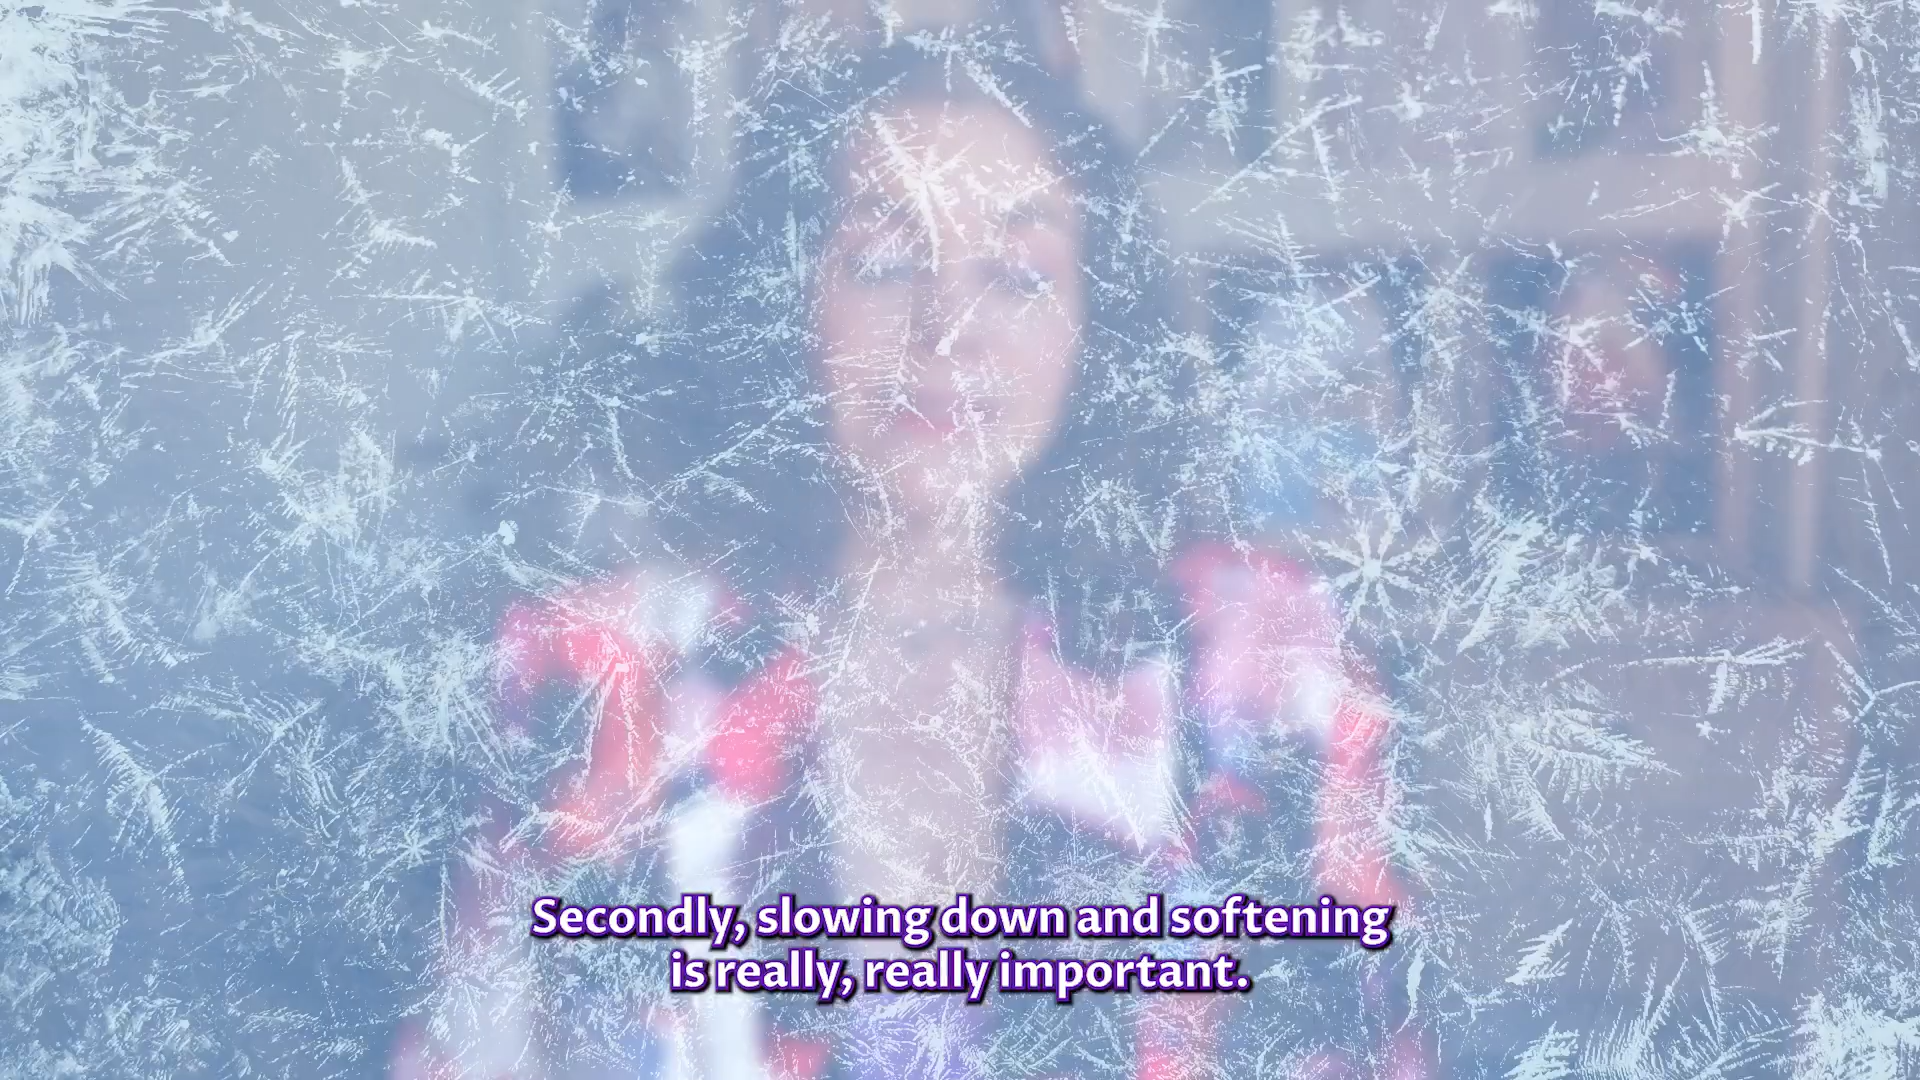 Secondly, slowing down and softening
is really, really important.